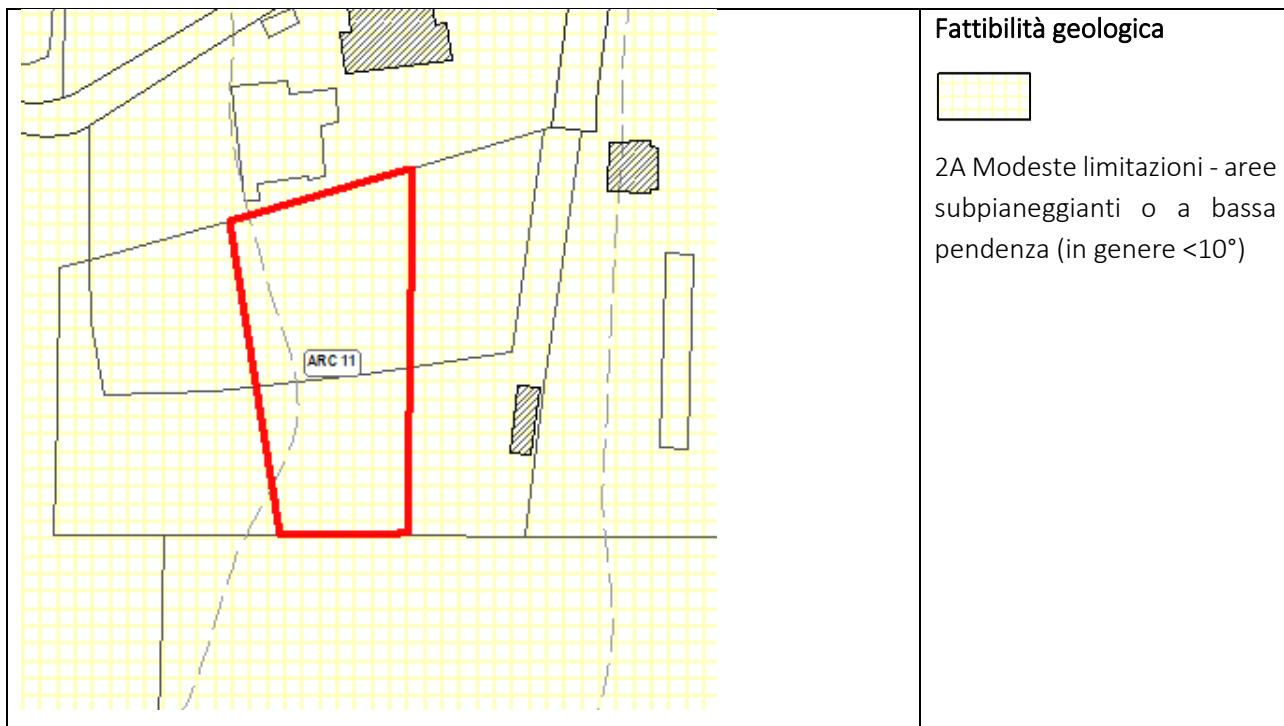 Fattibilità geologica
2A Modeste limitazioni - aree
subpianeggianti o a bassa
pendenza (in genere <10°)
ARC 11